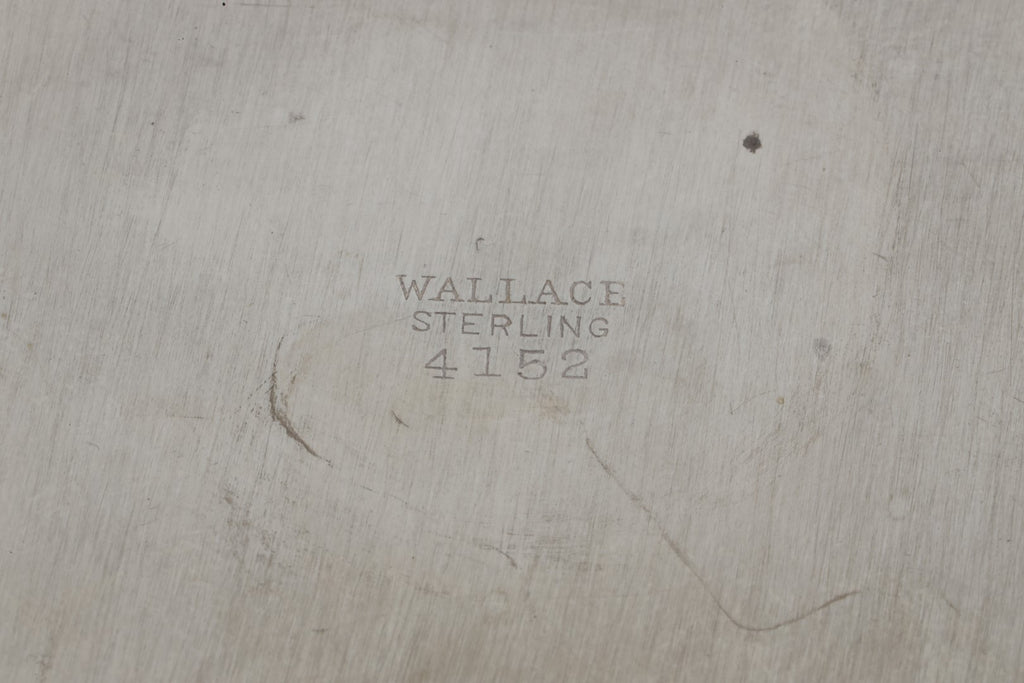 WALLACE
STERLING
4152